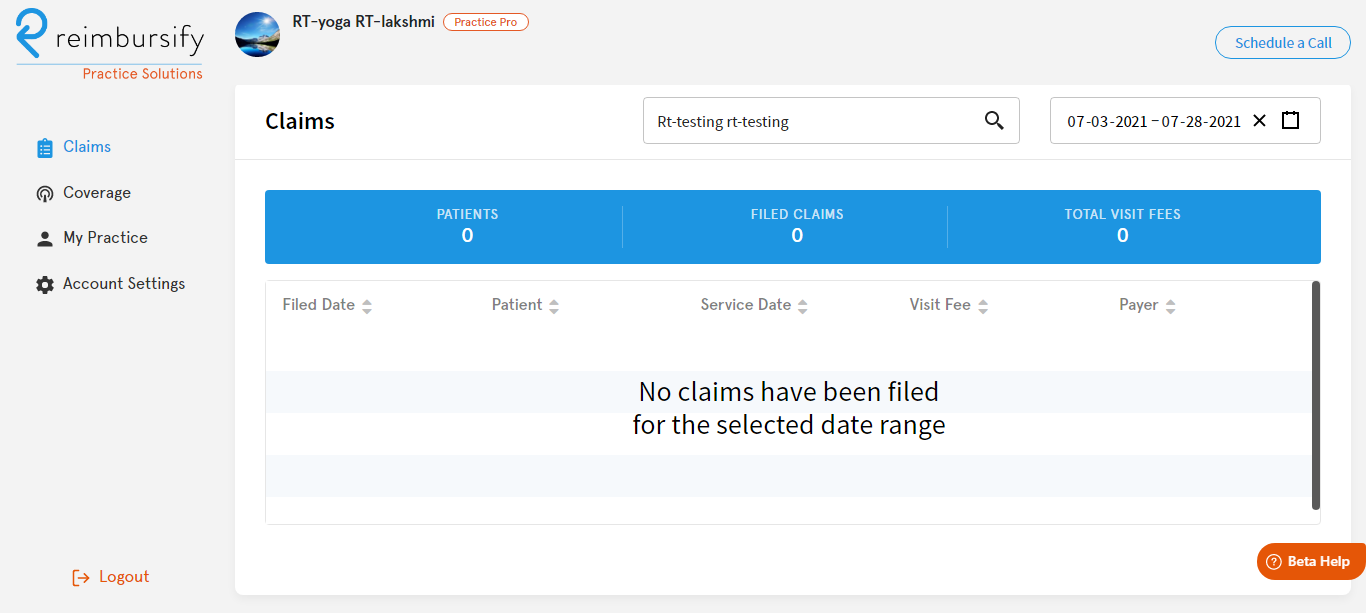 reimbursify
Practice Solutions
RT-yoga RT-lakshmi
Practice Pro
Schedule a Call
Claims
Coverage
My Practice
Account Settings
Logout
Claims
Rt-testing rt-testing
07-03-2021 – 07-28-2021
PATIENTS
0
FILED CLAIMS
0
TOTAL VISIT FEES
0
Filed Date Patient Service Date Visit Fee Payer
No claims have been filed
for the selected date range
? Beta Help